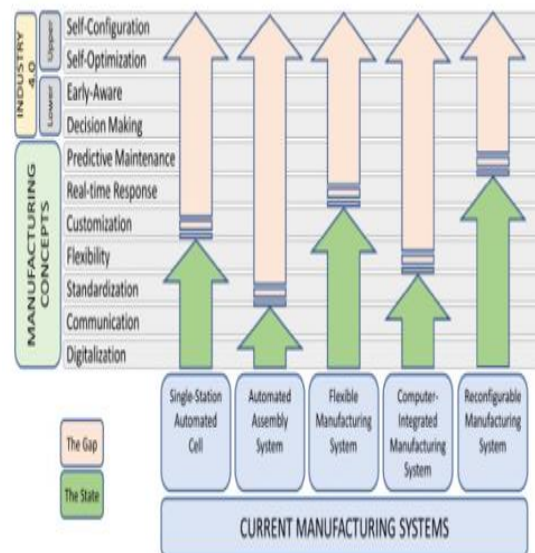 INDUSTRY
4.0
Upper
Lower
Self-Configuration
Self-Optimization
Early-Aware
Decision Making
MANUFACTURING
CONCEPTS
Predictive Maintenance
Real-time Response
Customization
Flexibility
Standardization
Communication
Digitalization
Single-Station
Automated
Cell
Automated
Assembly
System
Flexible
Manufacturing
System
Computer-
Integrated
Manufacturing
System
Reconfigurable
Manufacturing
System
The Gap
The State
CURRENT MANUFACTURING SYSTEMS